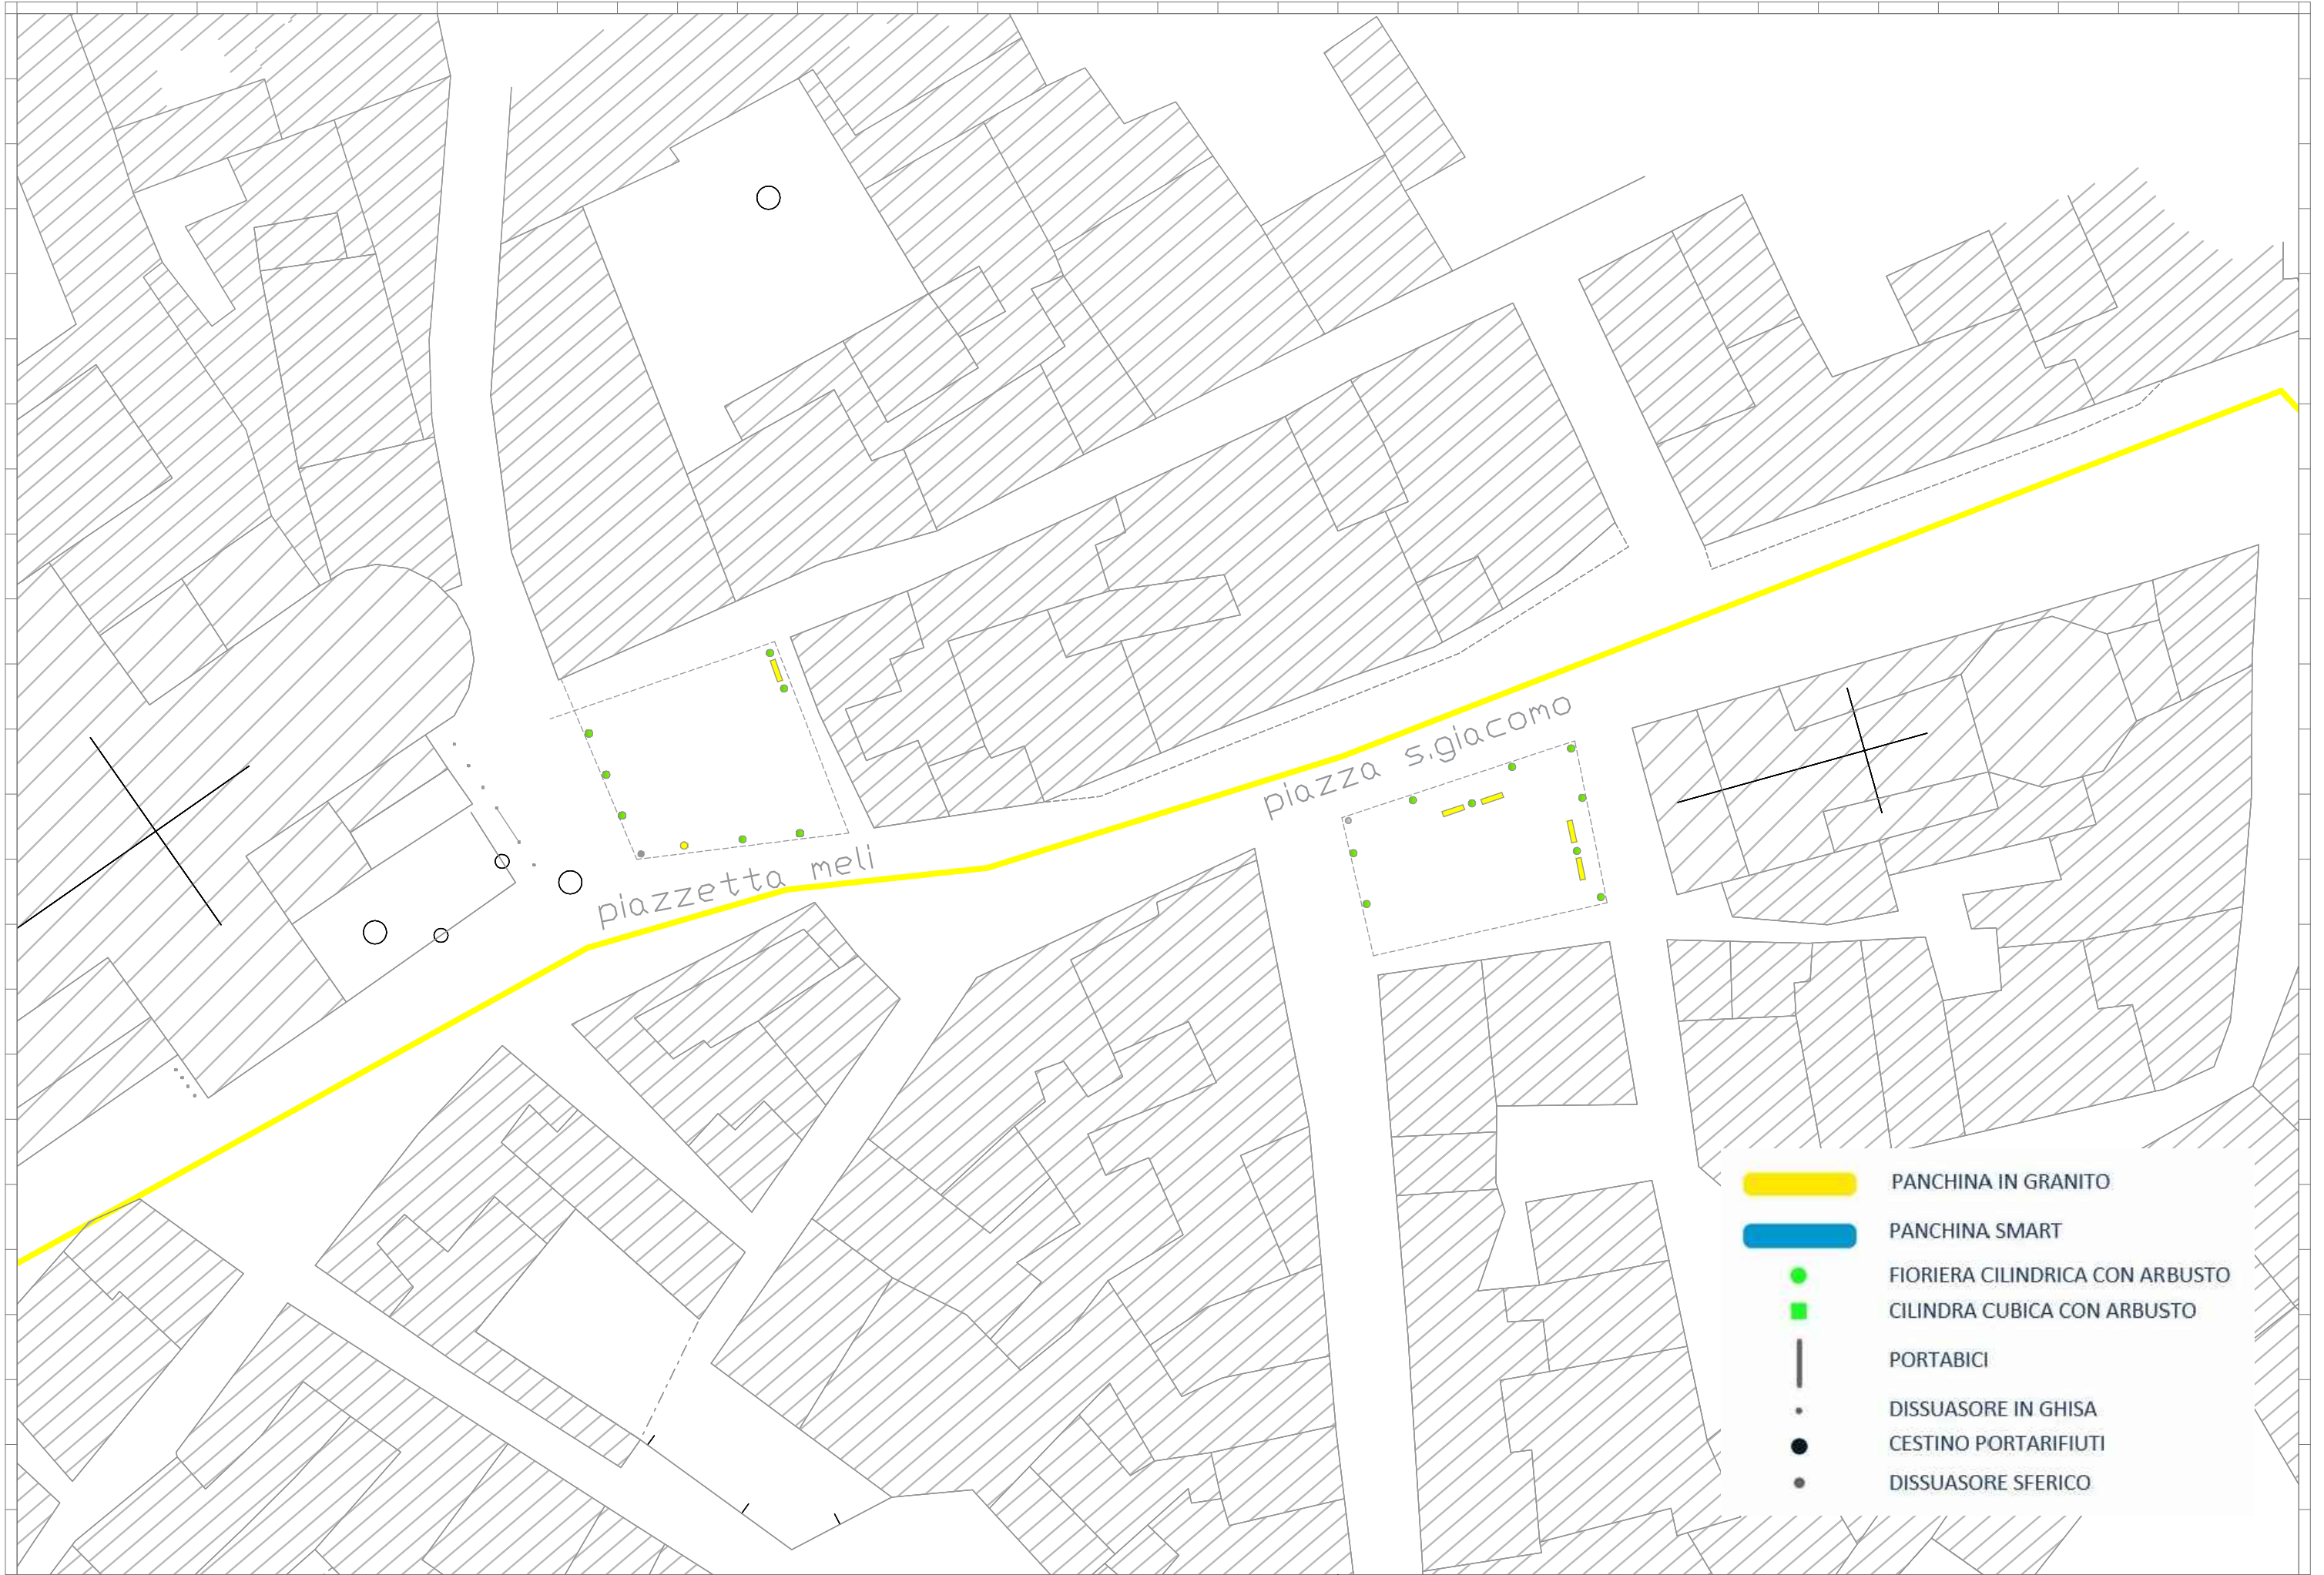 piazza s.giacomo
piazzetta meli
PANCHINA IN GRANITO
PANCHINA SMART
FIORIERA CILINDRICA CON ARBUSTO
CILINDRA CUBICA CON ARBUSTO
PORTABICI
DISSUASORE IN GHISA
CESTINO PORTARIFIUTI
DISSUASORE SFERICO